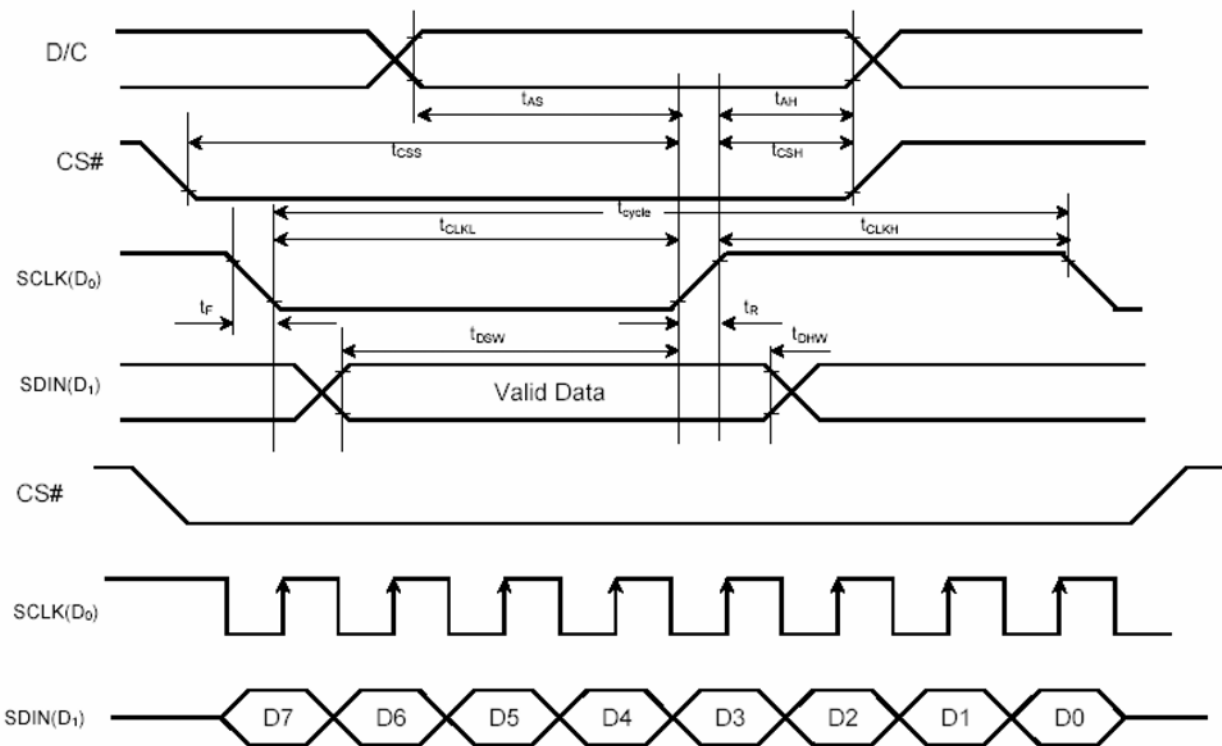 D/C
tAS
tAH
CS#
tCSS
tCSH
tcycle
tCLKL
tCLKH
SCLK(D0)
tF
tR
tDSW
tDHW
SDIN(D1)
Valid Data
CS#
SCLK(D0)
SDIN(D1)
D7 D6 D5 D4 D3 D2 D1 D0